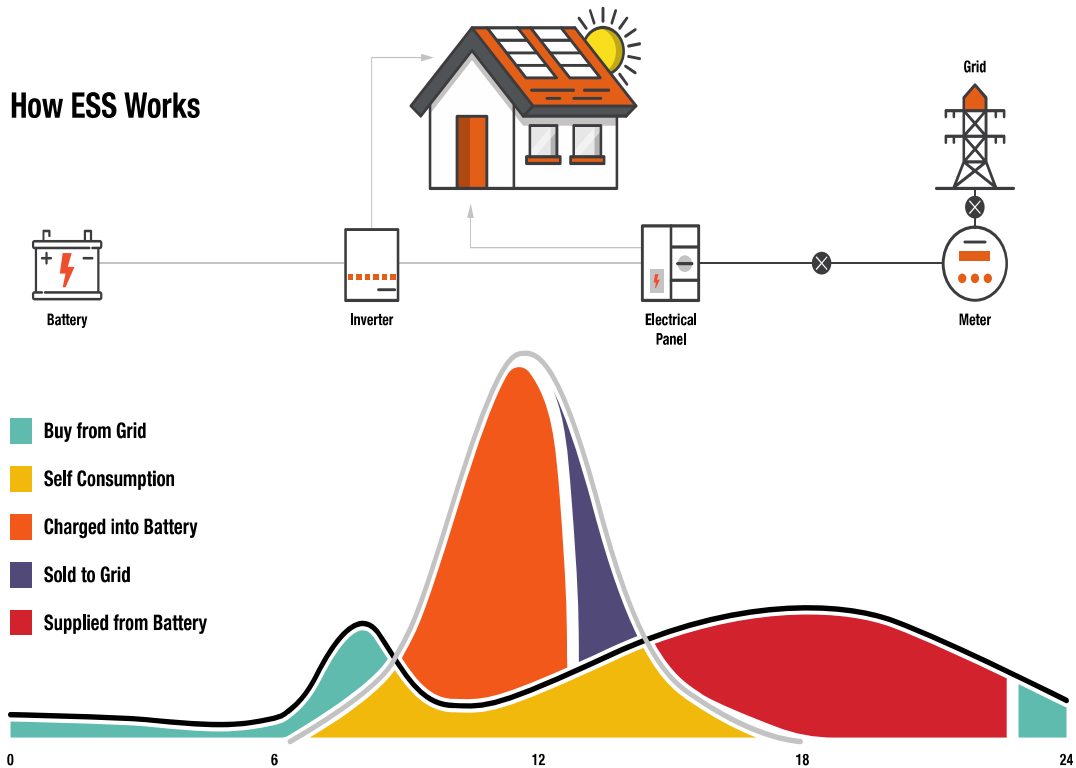 How ESS Works
Grid
Battery
Inverter
Electrical
Panel
Meter
Buy from Grid
Self Consumption
Charged into Battery
Sold to Grid
Supplied from Battery
0 6 12 18 24